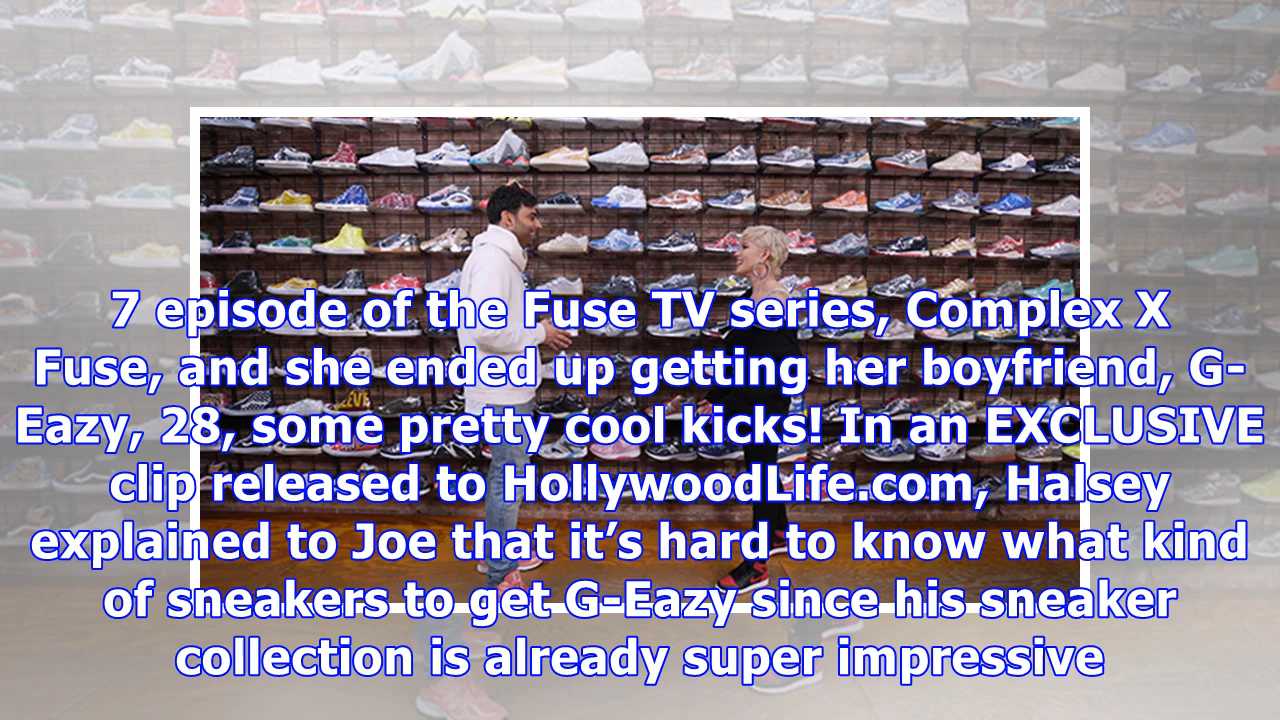 7 episode of the Fuse TV series, Complex X
Fuse, and she ended up getting her boyfriend, G-
Eazy, 28, some pretty cool kicks! In an EXCLUSIVE
clip released to HollywoodLife.com, Halsey
explained to Joe that it’s hard to know what kind
of sneakers to get G-Eazy since his sneaker
collection is already super impressive